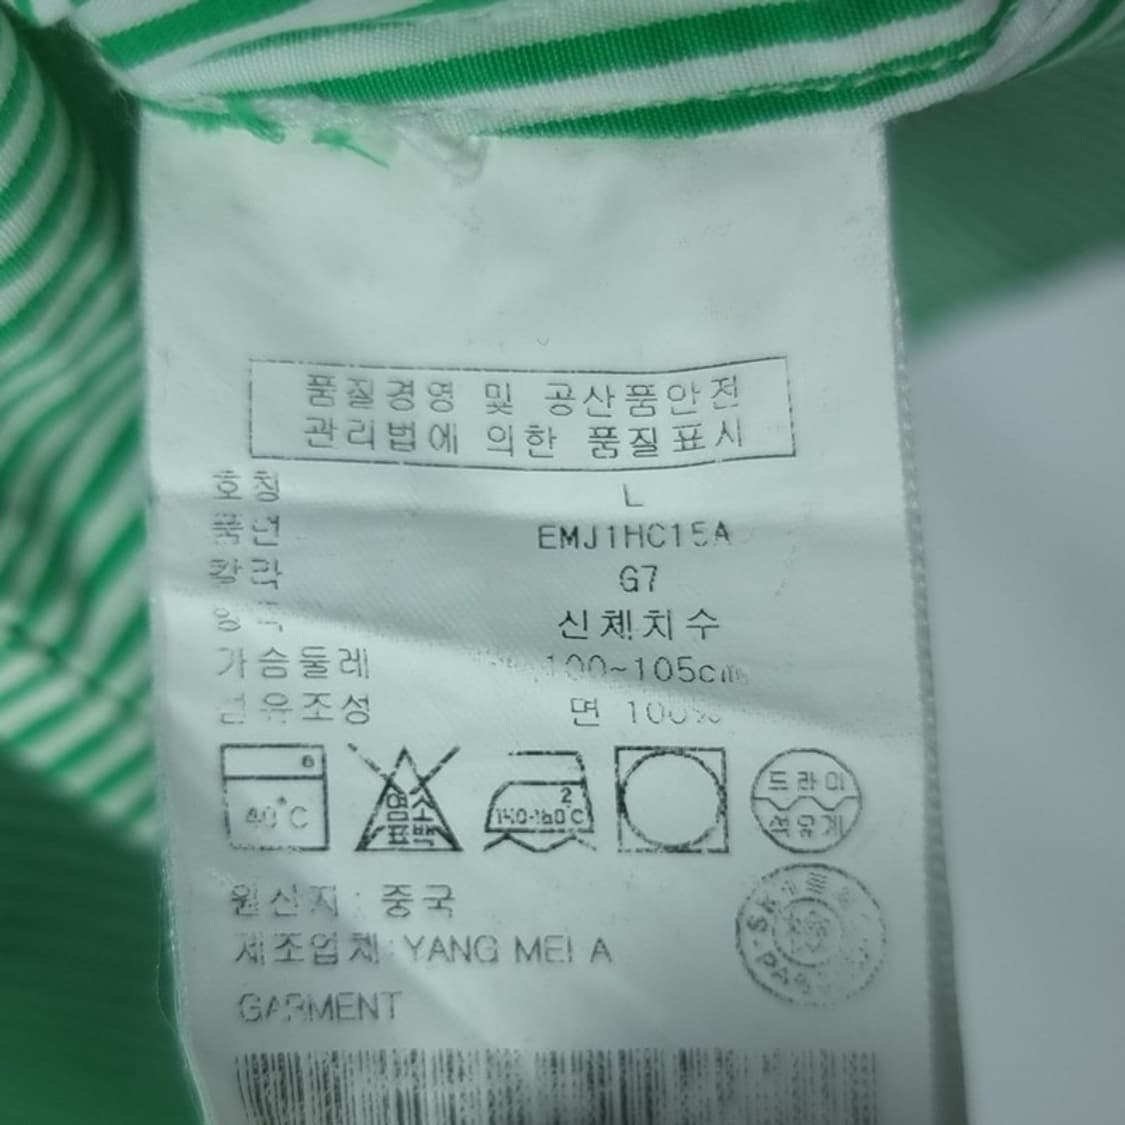 품질경영 및 공산품안전
관리법에 의한 품질표시
호칭 L
품번 EMJ1HC15A
칼라 G7
신체치수
가슴둘레 100~105cm
섬유조성 면 100%
6
40°C
염소
표백
2
140-160°C
드라이
석유계
원산지 : 중국
제조업체:YANG MEI A
GARMENT
SK